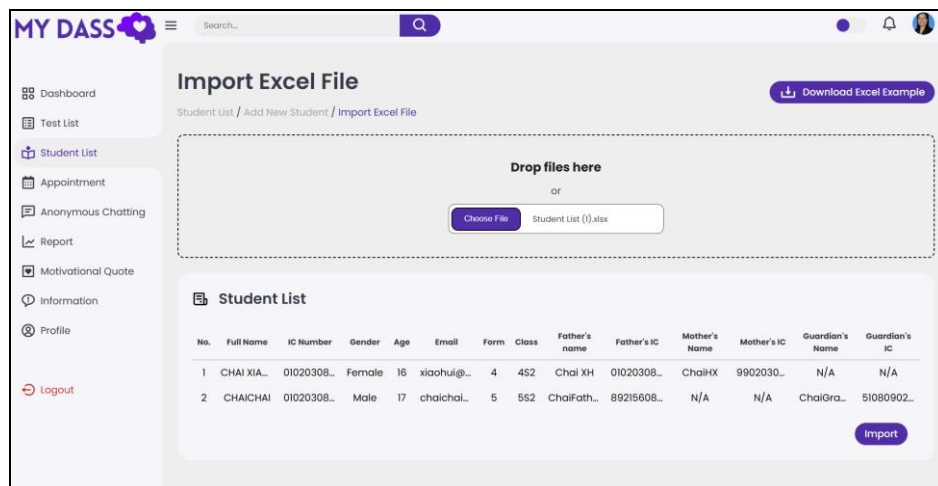 MY DASS
Search...
Dashboard
Test List
Student List
Appointment
Anonymous Chatting
Report
Motivational Quote
Information
Profile
Logout
Import Excel File
Download Excel Example
Student List / Add New Student / Import Excel File
Drop files here
or
Choose File Student List (1).xlsx
Student List
No. Full Name IC Number Gender Age Email Form Class Father's name Father's IC Mother's Name Mother's IC Guardian's Name Guardian's IC
1 CHAI XIA... 01020308... Female 16 xiaohui@... 4 4S2 Chai XH 01020308... ChaiHX 9902030... N/A N/A
2 CHAICHAI 01020308... Male 17 chaichai... 5 5S2 ChaiFath... 89215608... N/A N/A ChaiGra... 51080902...
Import